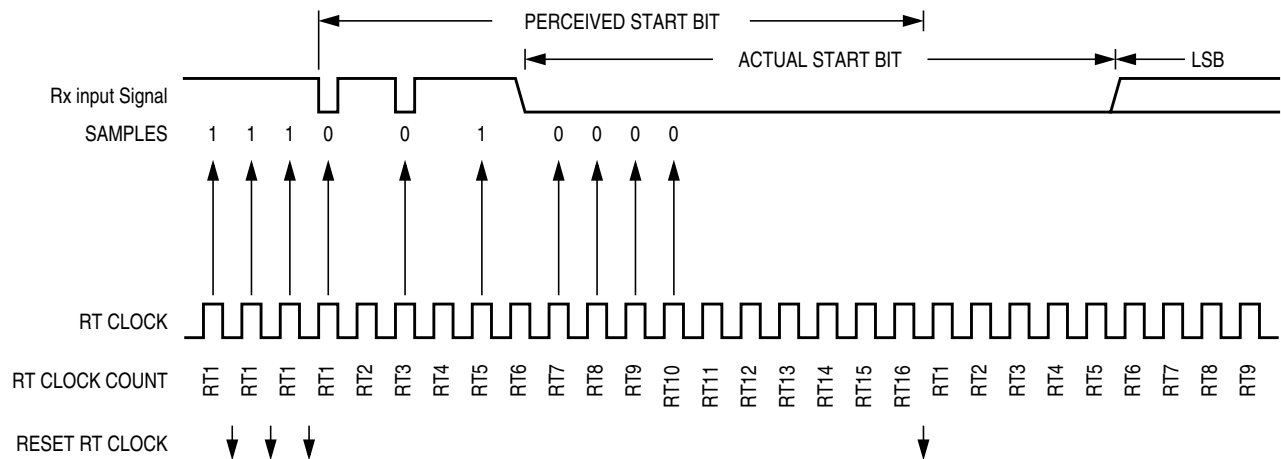 PERCEIVED START BIT
ACTUAL START BIT
LSB
Rx input Signal
SAMPLES 1 1 1 0 0 1 0 0 0 0
RT CLOCK
RT CLOCK COUNT RT1 RT1 RT1 RT1 RT2 RT3 RT4 RT5 RT6 RT7 RT8 RT9 RT10 RT11 RT12 RT13 RT14 RT15 RT16 RT1 RT2 RT3 RT4 RT5 RT6 RT7 RT8 RT9
RESET RT CLOCK